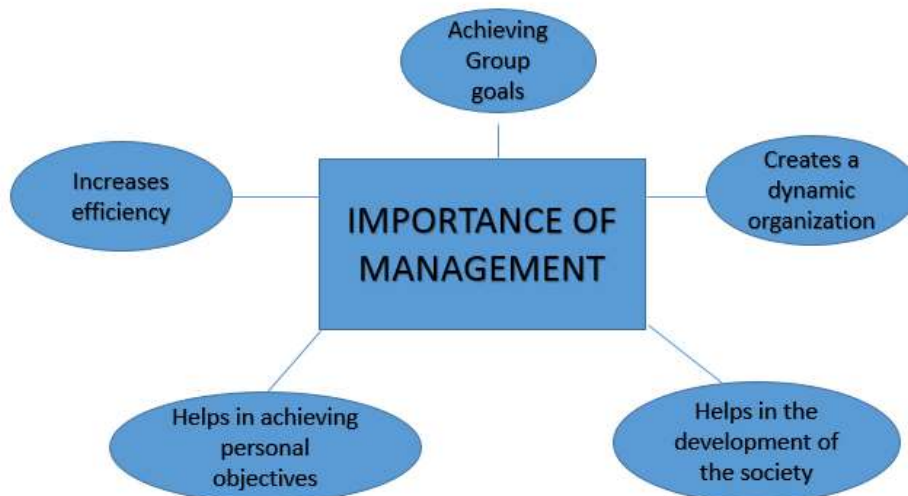 Achieving
Group
goals
Increases
efficiency
Creates a
dynamic
organization
IMPORTANCE OF
MANAGEMENT
Helps in achieving
personal
objectives
Helps in the
development of
the society